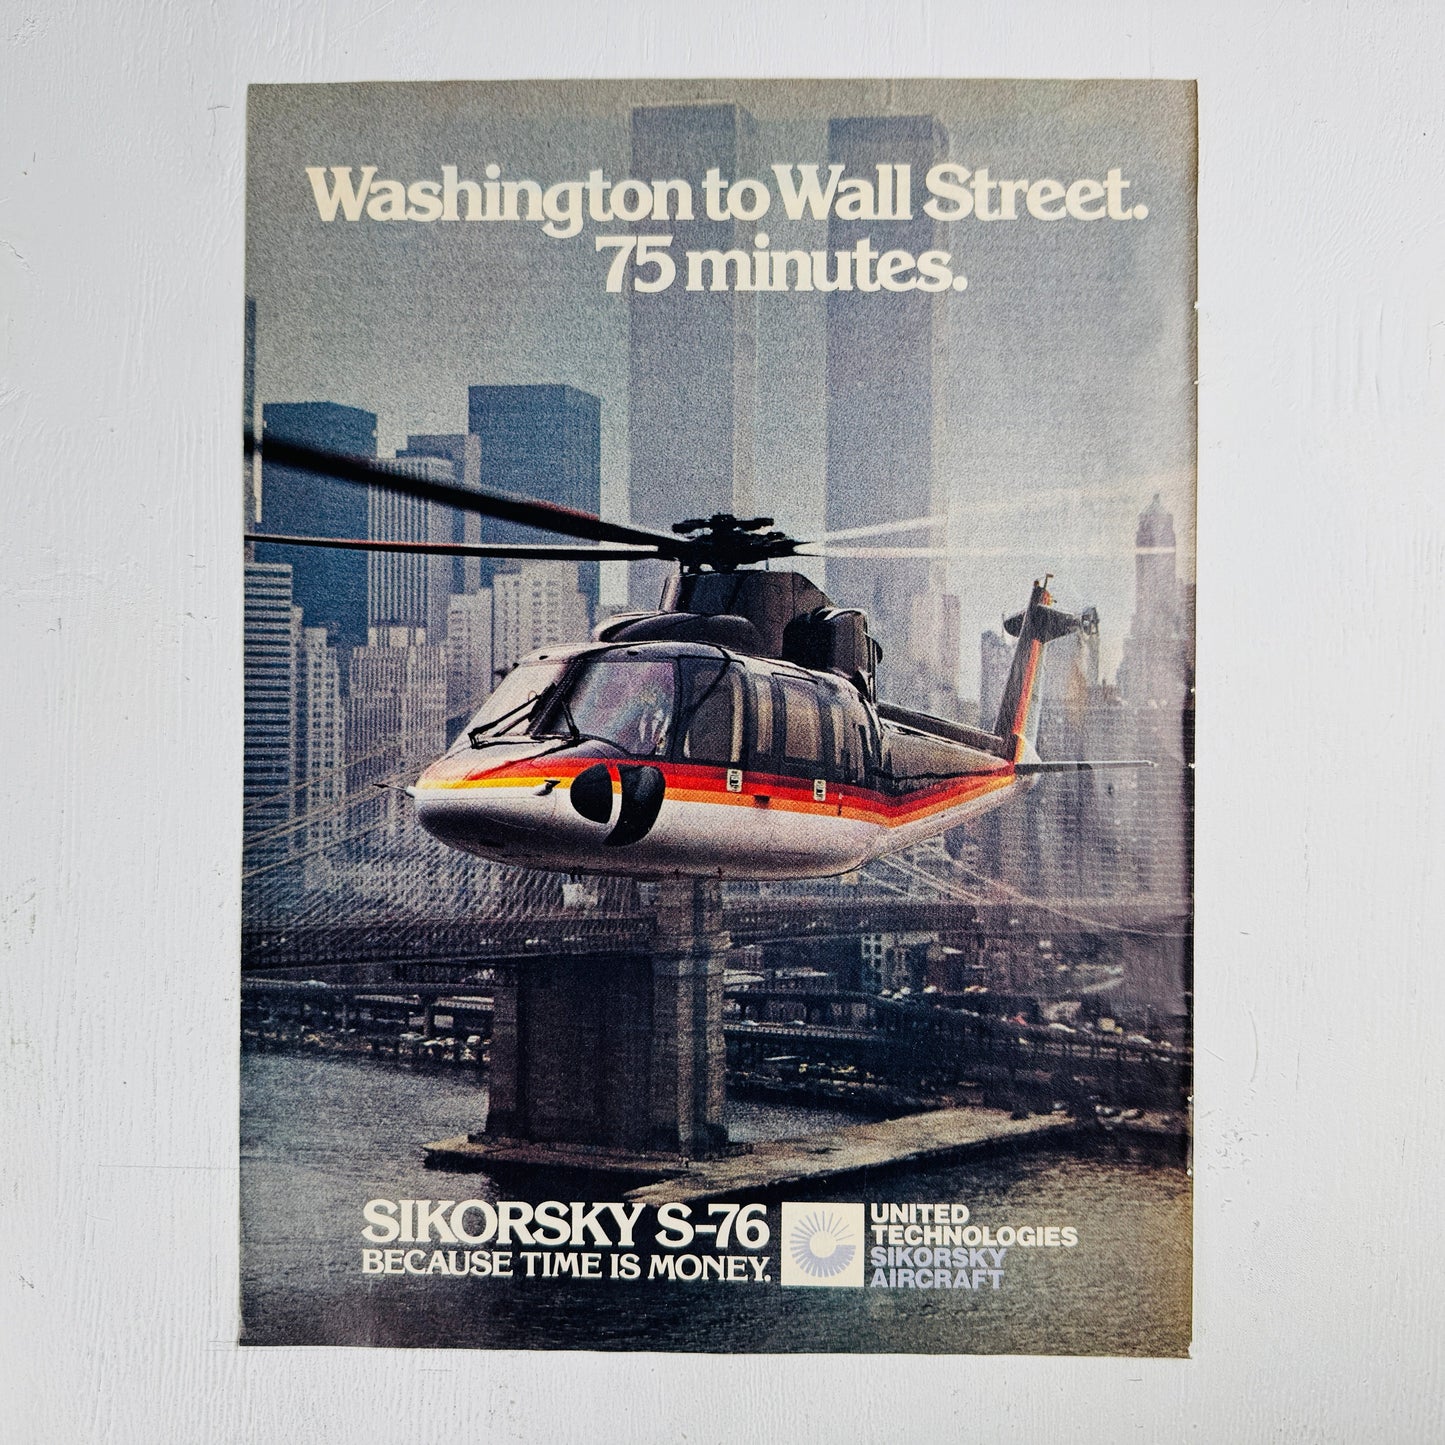 Washington to Wall Street.
75 minutes.
SIKORSKY S-76
BECAUSE TIME IS MONEY.
UNITED
TECHNOLOGIES
SIKORSKY
AIRCRAFT